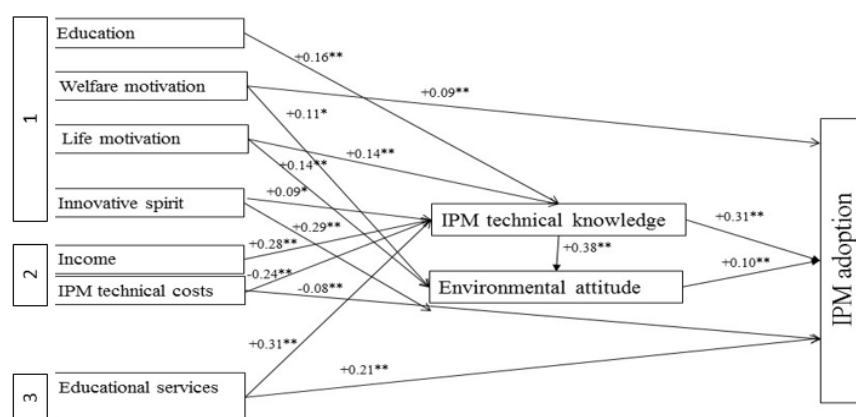 Education
+0.16**
Welfare motivation
+0.09**
+0.11*
1
Life motivation
+0.14**
+0.14**
Innovative spirit
+0.09*
IPM technical knowledge
+0.31**
+0.29**
+0.28**
+0.38**
2
Income
-0.24**
+0.10**
IPM technical costs
-0.08**
Environmental attitude
IPM adoption
+0.31**
3
Educational services
+0.21**